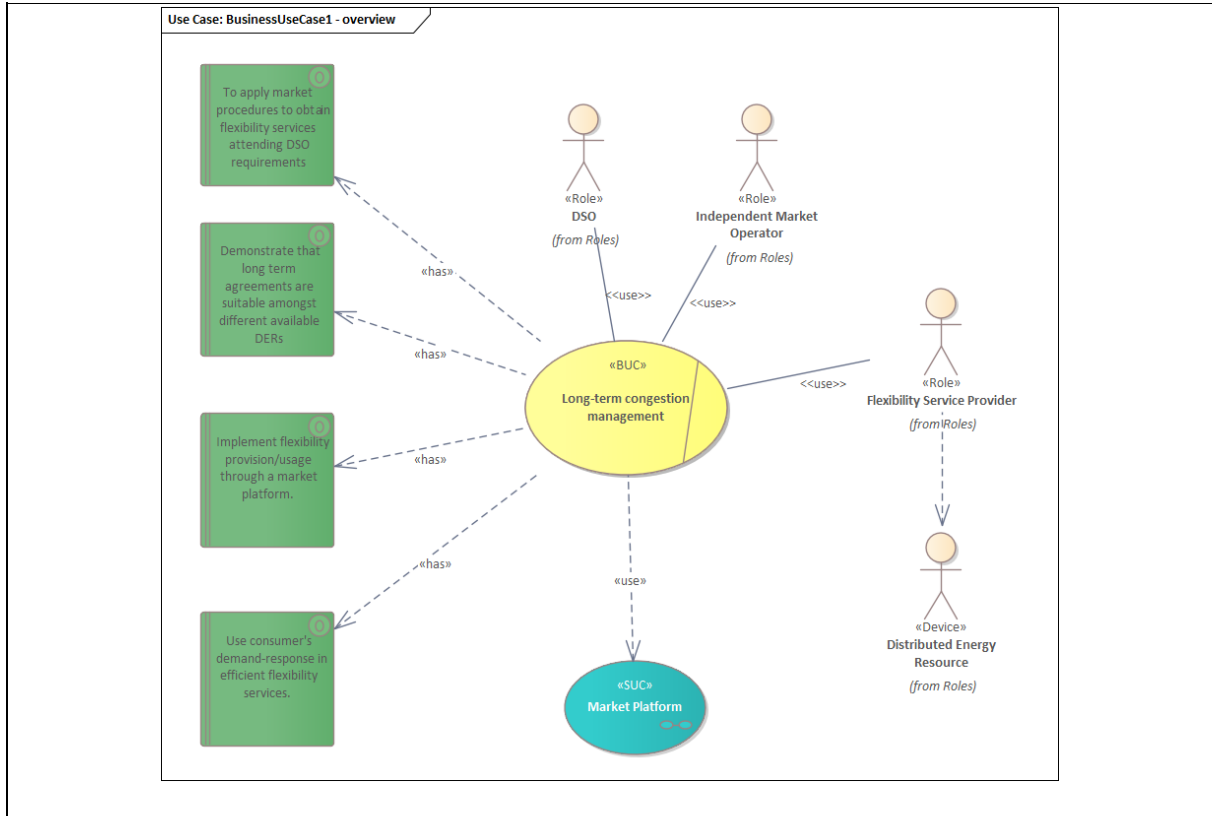 Use Case: BusinessUseCase1 - overview
To apply market
procedures to obtain
flexibility services
attending DSO
requirements
Demonstrate that
long term
agreements are
suitable amongst
different available
DERs
Implement flexibility
provision/usage
through a market
platform.
Use consumer's
demand-response in
efficient flexibility
services.
«has»
«has»
«has»
«has»
«Role»
DSO
(from Roles)
«Role»
Independent Market
Operator
(from Roles)
<<use>>
<<use>>
<<use>>
«Role»
Flexibility Service Provider
(from Roles)
«BUC»
Long-term congestion
management
«use»
«SUC»
Market Platform
«Device»
Distributed Energy
Resource
(from Roles)